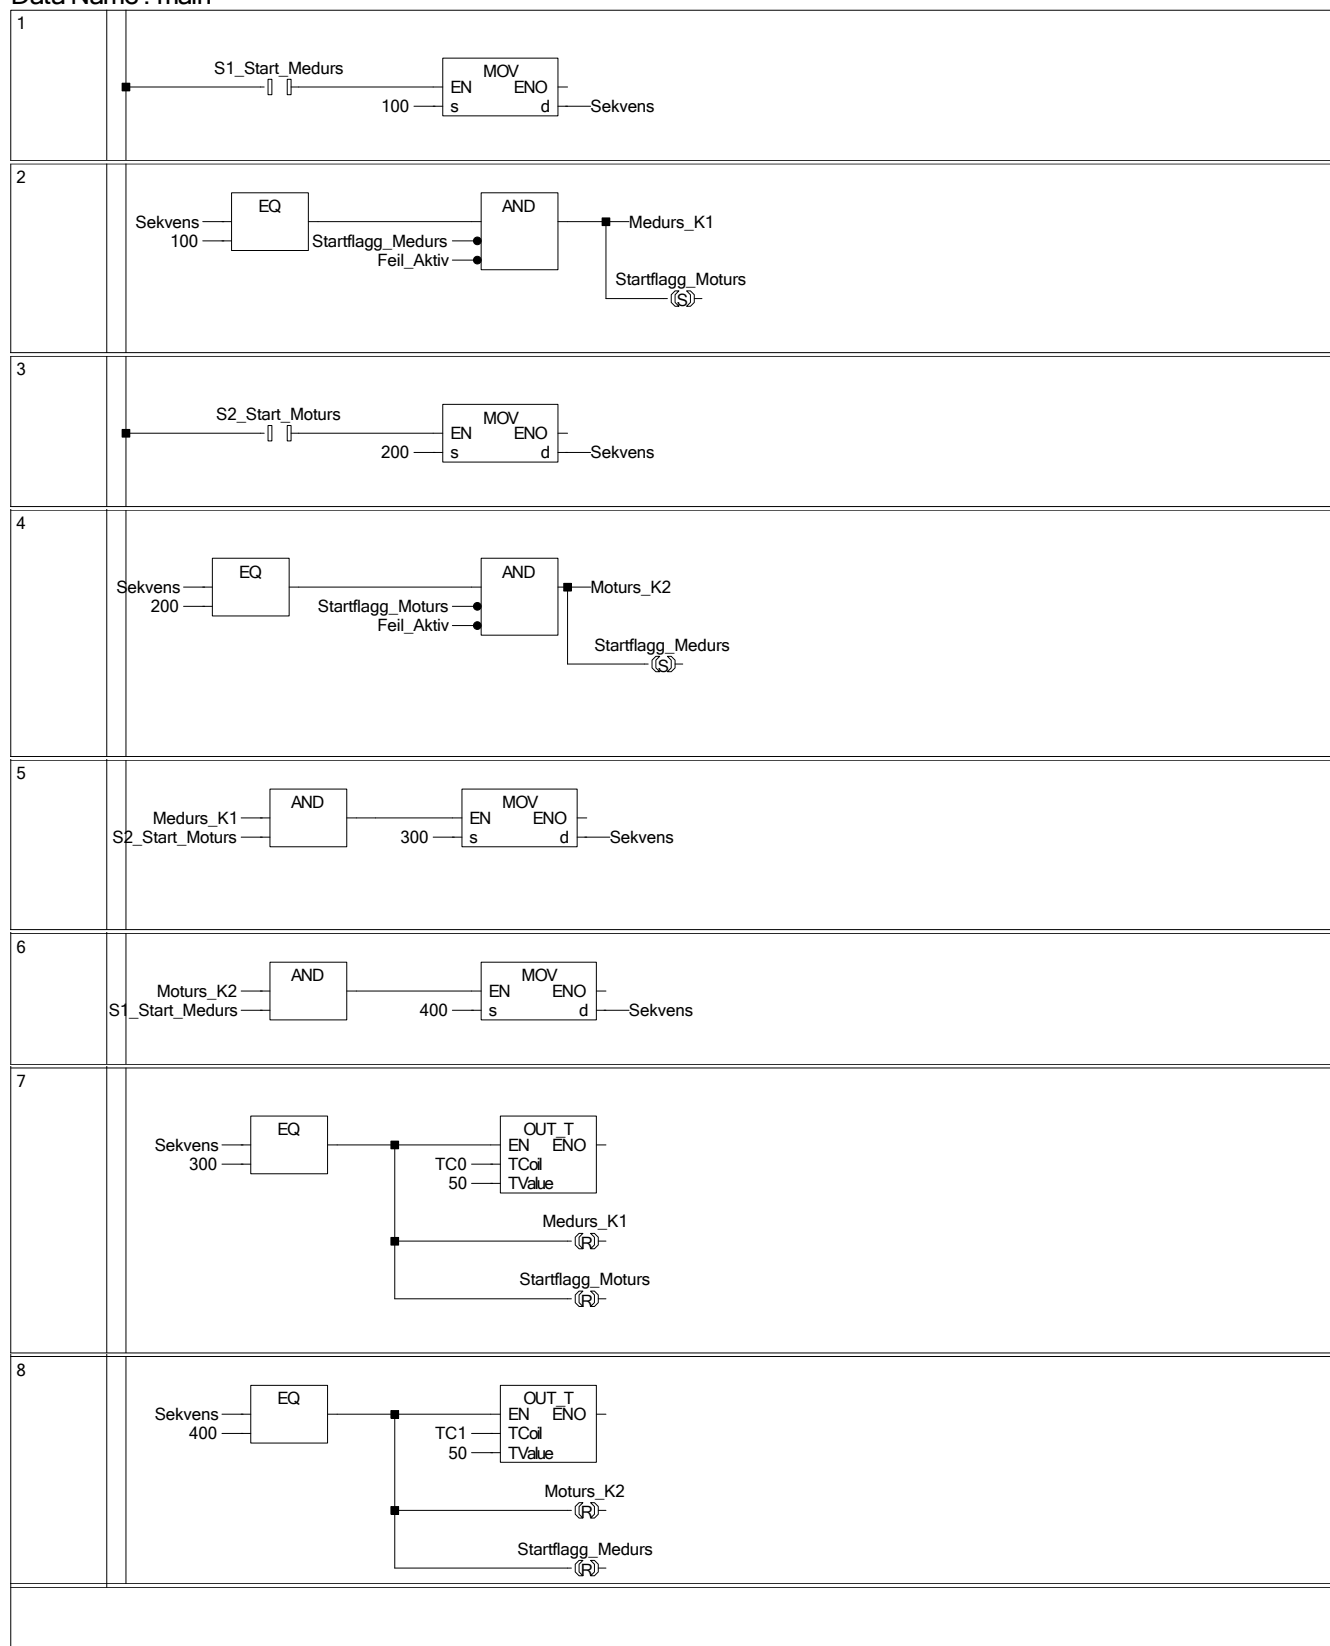 Data Name : main
1
S1_Start_Medurs
MOV
EN ENO
100 s d Sekvens
2
EQ AND
Sekvens Medurs_K1
100 Startflagg_Medurs
Feil_Aktiv
Startflagg_Moturs
(S)
3
S2_Start_Moturs
MOV
EN ENO
200 s d Sekvens
4
EQ AND
Sekvens Moturs_K2
200 Startflagg_Moturs
Feil_Aktiv
Startflagg_Medurs
(S)
5
AND MOV
Medurs_K1 EN ENO
S2_Start_Moturs 300 s d Sekvens
6
AND MOV
Moturs_K2 EN ENO
S1_Start_Medurs 400 s d Sekvens
7
EQ OUT_T
Sekvens EN ENO
300 TC0 TCoil
50 TValue
Medurs_K1
(R)
Startflagg_Moturs
(R)
8
EQ OUT_T
Sekvens EN ENO
400 TC1 TCoil
50 TValue
Moturs_K2
(R)
Startflagg_Medurs
(R)